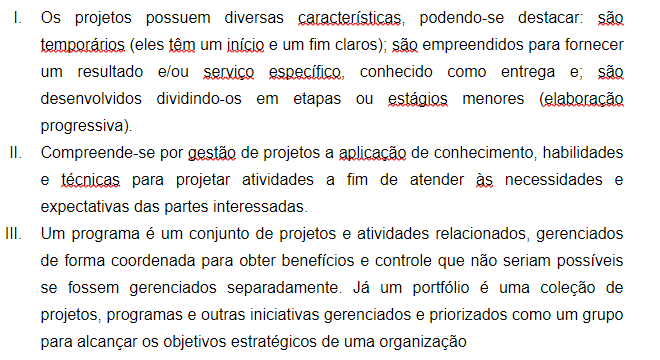 I. Os projetos possuem diversas características, podendo-se destacar: são
temporários (eles têm um início e um fim claros); são empreendidos para fornecer
um resultado e/ou serviço específico, conhecido como entrega e; são
desenvolvidos dividindo-os em etapas ou estágios menores (elaboração
progressiva).
II. Compreende-se por gestão de projetos a aplicação de conhecimento, habilidades
e técnicas para projetar atividades a fim de atender às necessidades e
expectativas das partes interessadas.
III. Um programa é um conjunto de projetos e atividades relacionados, gerenciados
de forma coordenada para obter benefícios e controle que não seriam possíveis
se fossem gerenciados separadamente. Já um portfólio é uma coleção de
projetos, programas e outras iniciativas gerenciados e priorizados como um grupo
para alcançar os objetivos estratégicos de uma organização